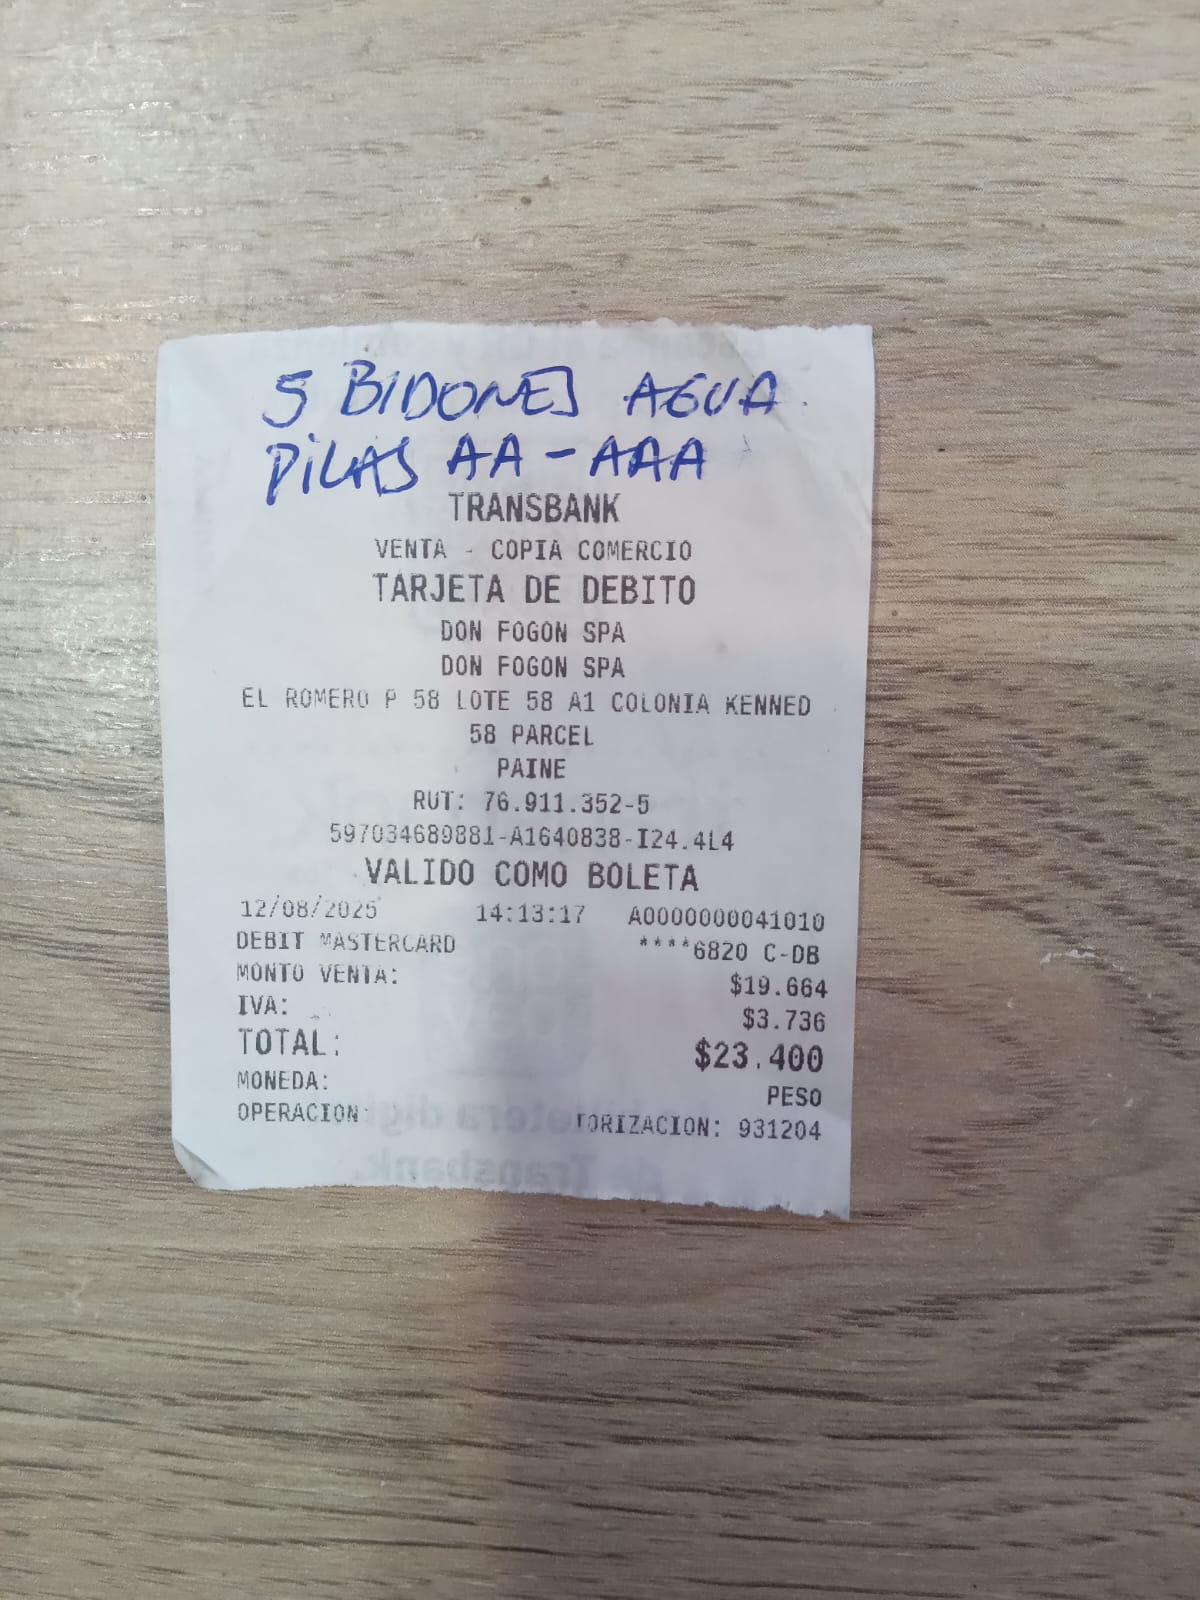 5 BIDONES AGUA.
PILAS AA - AAA
TRANSBANK
VENTA - COPIA COMERCIO
TARJETA DE DEBITO
DON FOGON SPA
DON FOGON SPA
EL ROMERO P 58 LOTE 58 A1 COLONIA KENNED
58 PARCEL
PAINE
RUT: 76.911.352-5
597034689881-A1640838-I24.4L4
VALIDO COMO BOLETA
12/08/2025 14:13:17 A0000000041010
DEBIT MASTERCARD ****6820 C-DB
MONTO VENTA: $19.664
IVA: $3.736
TOTAL: $23.400
MONEDA: PESO
OPERACION: TORIZACION: 931204